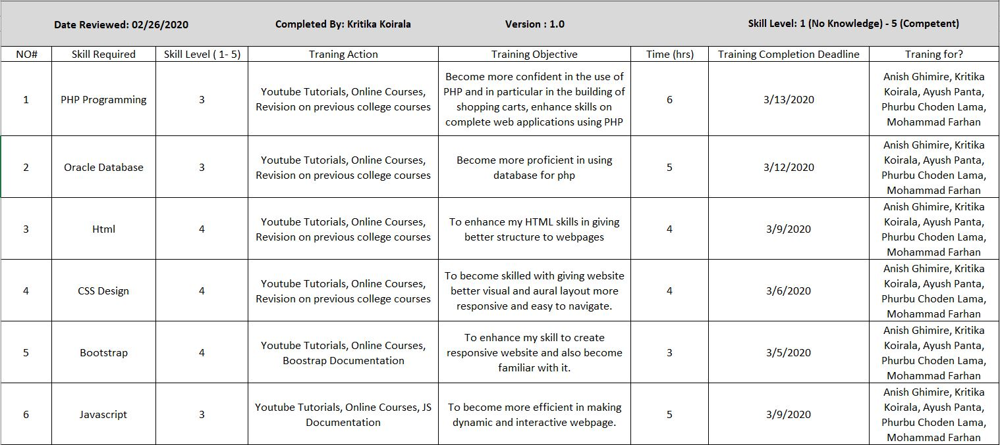 Date Reviewed: 02/26/2020 Completed By: Kritika Koirala Version : 1.0 Skill Level: 1 (No Knowledge) - 5 (Competent)
NO# Skill Required Skill Level ( 1- 5) Traning Action Training Objective Time (hrs) Training Completion Deadline Traning for?
1
PHP Programming
3
Youtube Tutorials, Online Courses,
Revision on previous college courses
Become more confident in the use of
PHP and in particular in the building of
shopping carts, enhance skills on
complete web applications using PHP
6
3/13/2020
Anish Ghimire, Kritika
Koirala, Ayush Panta,
Phurbu Choden Lama,
Mohammad Farhan
2
Oracle Database
3
Youtube Tutorials, Online Courses,
Revision on previous college courses
Become more proficient in using
database for php
5
3/12/2020
Anish Ghimire, Kritika
Koirala, Ayush Panta,
Phurbu Choden Lama,
Mohammad Farhan
3
Html
4
Youtube Tutorials, Online Courses,
Revision on previous college courses
To enhance my HTML skills in giving
better structure to webpages
4
3/9/2020
Anish Ghimire, Kritika
Koirala, Ayush Panta,
Phurbu Choden Lama,
Mohammad Farhan
4
CSS Design
4
Youtube Tutorials, Online Courses,
Revision on previous college courses
To become skilled with giving website
better visual and aural layout more
responsive and easy to navigate.
4
3/6/2020
Anish Ghimire, Kritika
Koirala, Ayush Panta,
Phurbu Choden Lama,
Mohammad Farhan
5
Bootstrap
4
Youtube Tutorials, Online Courses,
Boostrap Documentation
To enhance my skill to create
responsive website and also become
familiar with it.
3
3/5/2020
Anish Ghimire, Kritika
Koirala, Ayush Panta,
Phurbu Choden Lama,
Mohammad Farhan
6
Javascript
3
Youtube Tutorials, Online Courses, JS
Documentation
To become more efficient in making
dynamic and interactive webpage.
5
3/9/2020
Anish Ghimire, Kritika
Koirala, Ayush Panta,
Phurbu Choden Lama,
Mohammad Farhan